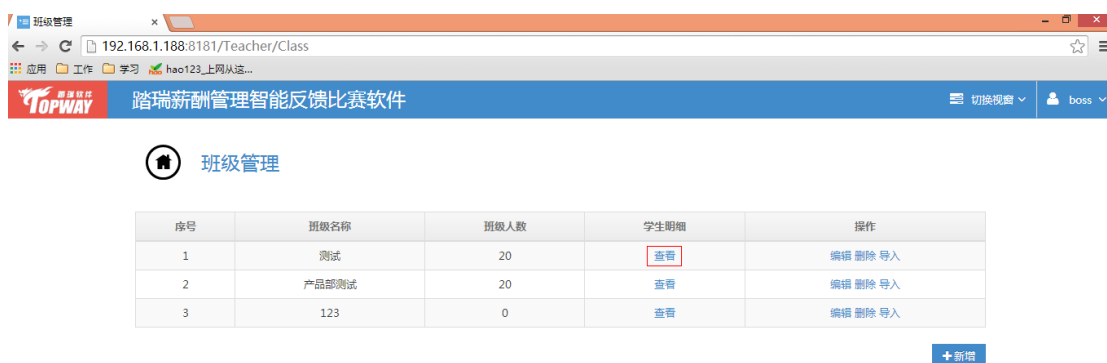 班级管理
192.168.1.188:8181/Teacher/Class
应用 工作 学习 hao123_上网从这...
踏瑞软件 TOPWAY 踏瑞薪酬管理智能反馈比赛软件 切换视窗 boss
班级管理
序号 班级名称 班级人数 学生明细 操作
1 测试 20 查看 编辑 删除 导入
2 产品部测试 20 查看 编辑 删除 导入
3 123 0 查看 编辑 删除 导入
+新增